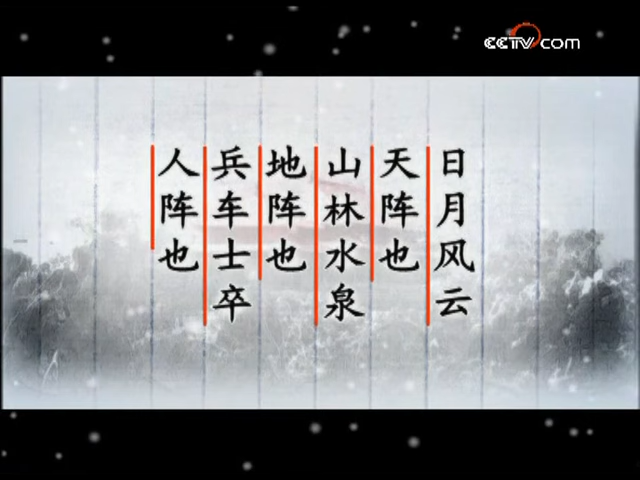 CCTV.com
日月风云
天阵也
山林水泉
地阵也
兵车士卒
人阵也